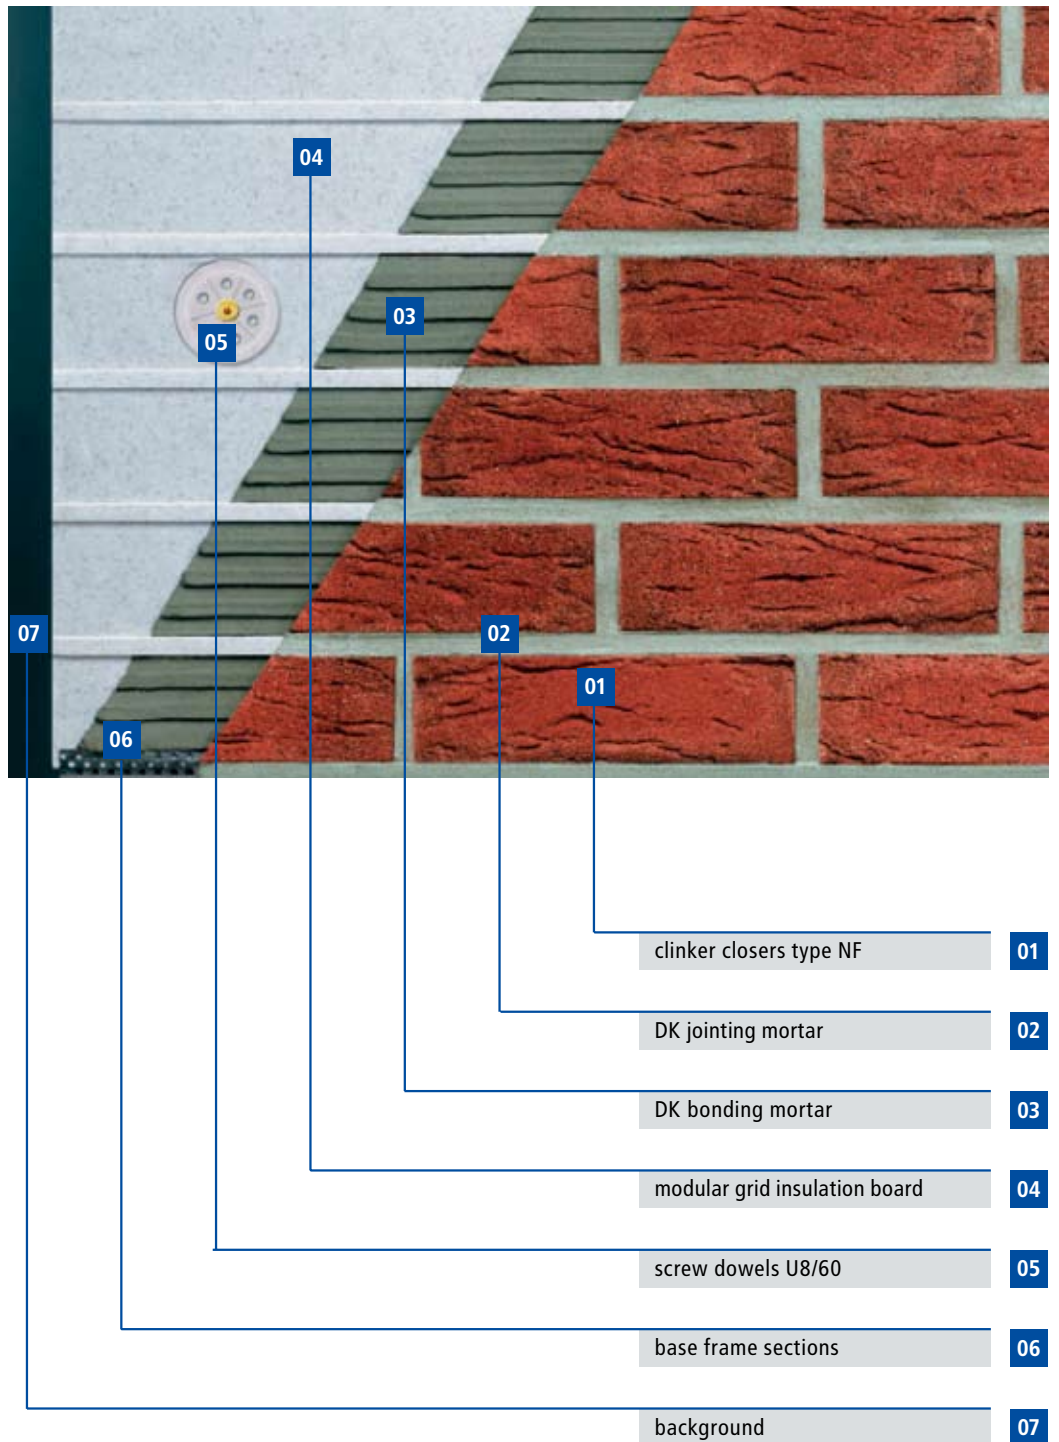 04
03
05
07
02
01
06
clinker closers type NF 01
DK jointing mortar 02
DK bonding mortar 03
modular grid insulation board 04
screw dowels U8/60 05
base frame sections 06
background 07